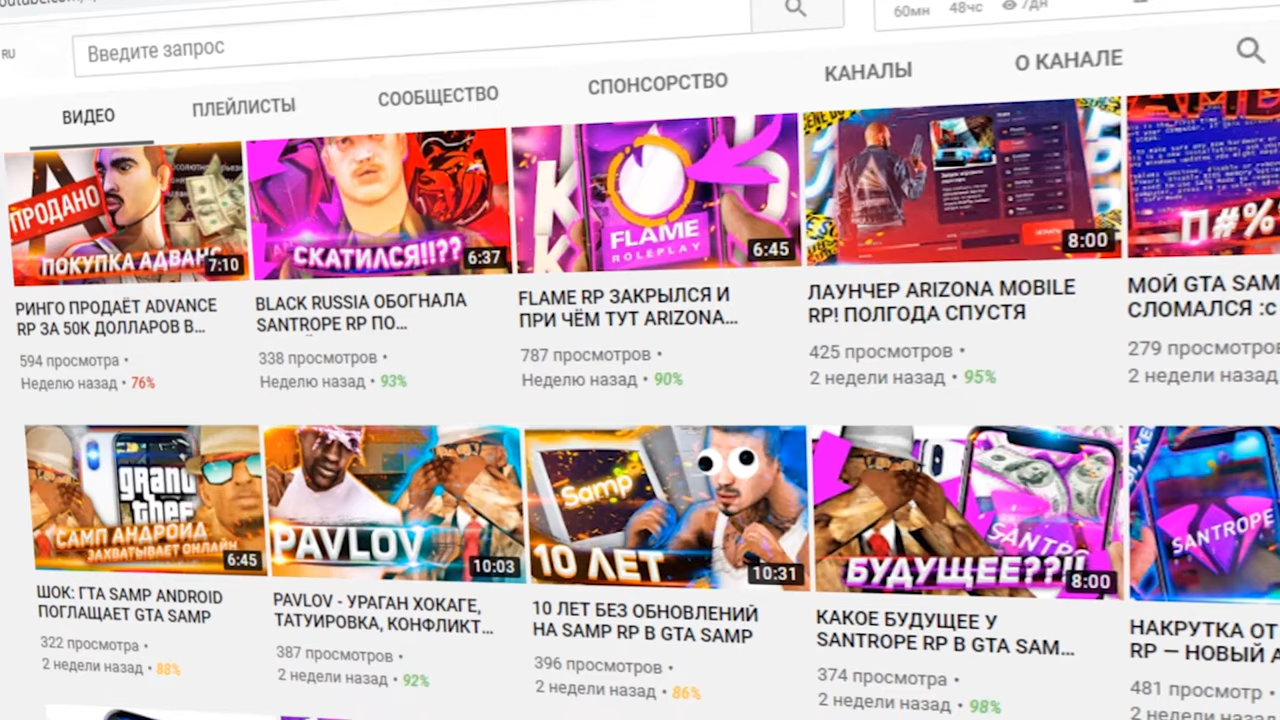 60мн 48чс 7дн
RU
Введите запрос
ВИДЕО ПЛЕЙЛИСТЫ СООБЩЕСТВО СПОНСОРСТВО КАНАЛЫ О КАНАЛЕ
ПРОДАНО
ПОКУПКА АДВАНС
7:10
СКАТИЛСЯ!!??
6:37
FLAME
ROLEPLAY
6:45
8:00
П#%
РИНГО ПРОДАЁТ ADVANCE
RP ЗА 50K ДОЛЛАРОВ В...
594 просмотра •
Неделю назад • 76%
BLACK RUSSIA ОБОГНАЛА
SANTROPE RP ПО...
338 просмотров •
Неделю назад • 93%
FLAME RP ЗАКРЫЛСЯ И
ПРИ ЧЁМ ТУТ ARIZONA...
787 просмотров •
Неделю назад • 90%
ЛАУНЧЕР ARIZONA MOBILE
RP! ПОЛГОДА СПУСТЯ
425 просмотров •
2 недели назад • 95%
МОЙ GTA SAM
СЛОМАЛСЯ :с
279 просмотров
2 недели назад
grand
theft
САМП АНДРОИД
ЗАХВАТЫВАЕТ ОНЛАЙН
6:45
PAVLOV
10:03
Samp
10 ЛЕТ
10:31
SANTRO
БУДУЩЕЕ??!!
8:00
SANTROPE
ШОК: ГТА SAMP ANDROID
ПОГЛАЩАЕТ GTA SAMP
322 просмотра •
2 недели назад • 88%
PAVLOV - УРАГАН ХОКАГЕ,
ТАТУИРОВКА, КОНФЛИКТ...
387 просмотров •
2 недели назад • 92%
10 ЛЕТ БЕЗ ОБНОВЛЕНИЙ
НА SAMP RP В GTA SAMP
396 просмотров •
2 недели назад • 86%
КАКОЕ БУДУЩЕЕ У
SANTROPE RP В GTA SAM...
374 просмотра •
2 недели назад • 98%
НАКРУТКА ОТ
RP — НОВЫЙ
481 просмотр •
2 недели назад